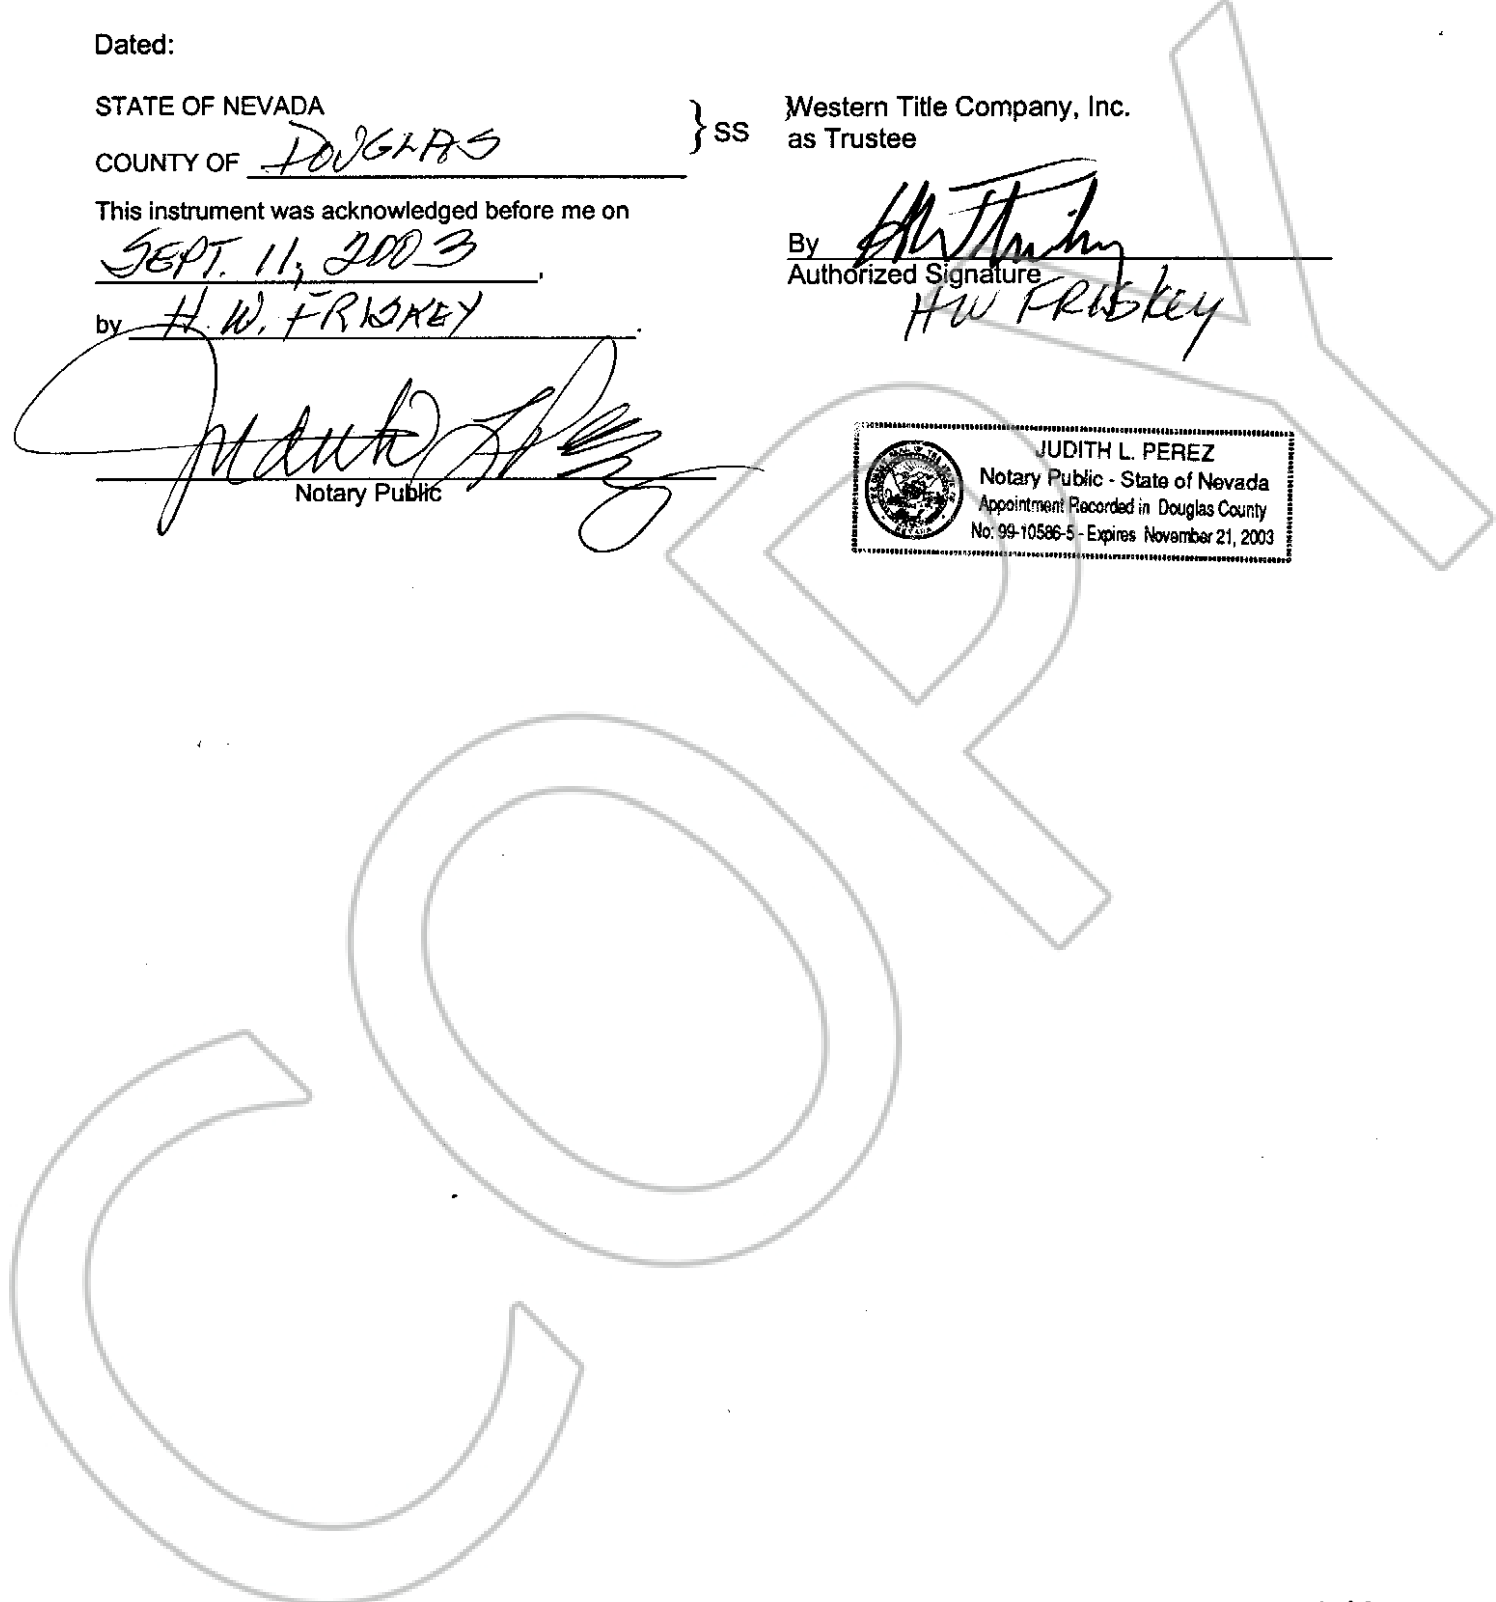 Dated:
STATE OF NEVADA
COUNTY OF DOUGLAS
} SS
This instrument was acknowledged before me on
SEPT. 11, 2003,
by H. W. FRISKEY.
Judith L Perez
Notary Public
Western Title Company, Inc.
as Trustee
By
Authorized Signature
HW FRISKEY
JUDITH L. PEREZ
Notary Public - State of Nevada
Appointment Recorded in Douglas County
No: 99-10586-5 - Expires November 21, 2003
COPY